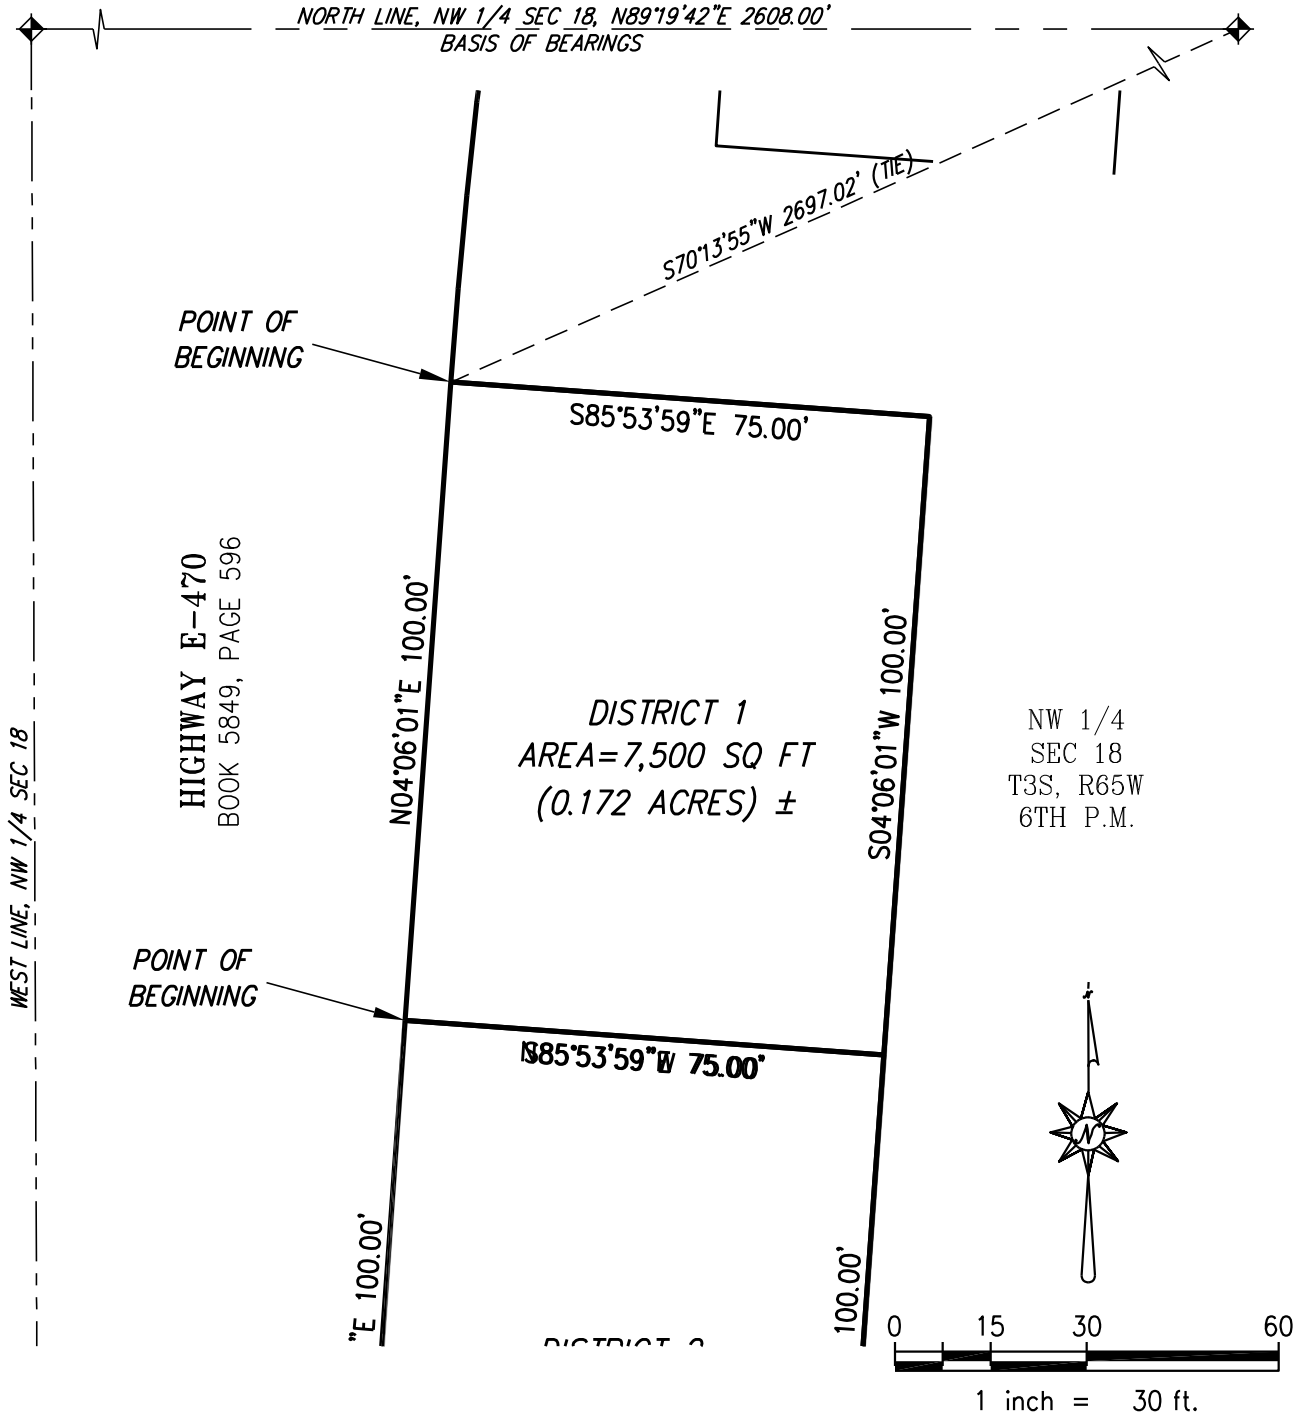 NORTH LINE, NW 1/4 SEC 18, N89°19'42"E 2608.00'
BASIS OF BEARINGS
S70°13'55"W 2697.02' (TIE)
POINT OF
BEGINNING
S85°53'59"E 75.00'
HIGHWAY E-470
BOOK 5849, PAGE 596
N04°06'01"E 100.00'
DISTRICT 1
AREA=7,500 SQ FT
(0.172 ACRES) ±
S04°06'01"W 100.00'
NW 1/4
SEC 18
T3S, R65W
6TH P.M.
WEST LINE, NW 1/4 SEC 18
POINT OF
BEGINNING
85°53'59" 75.00'
N
N
"E 100.00'
100.00'
0 15 30 60
1 inch = 30 ft.